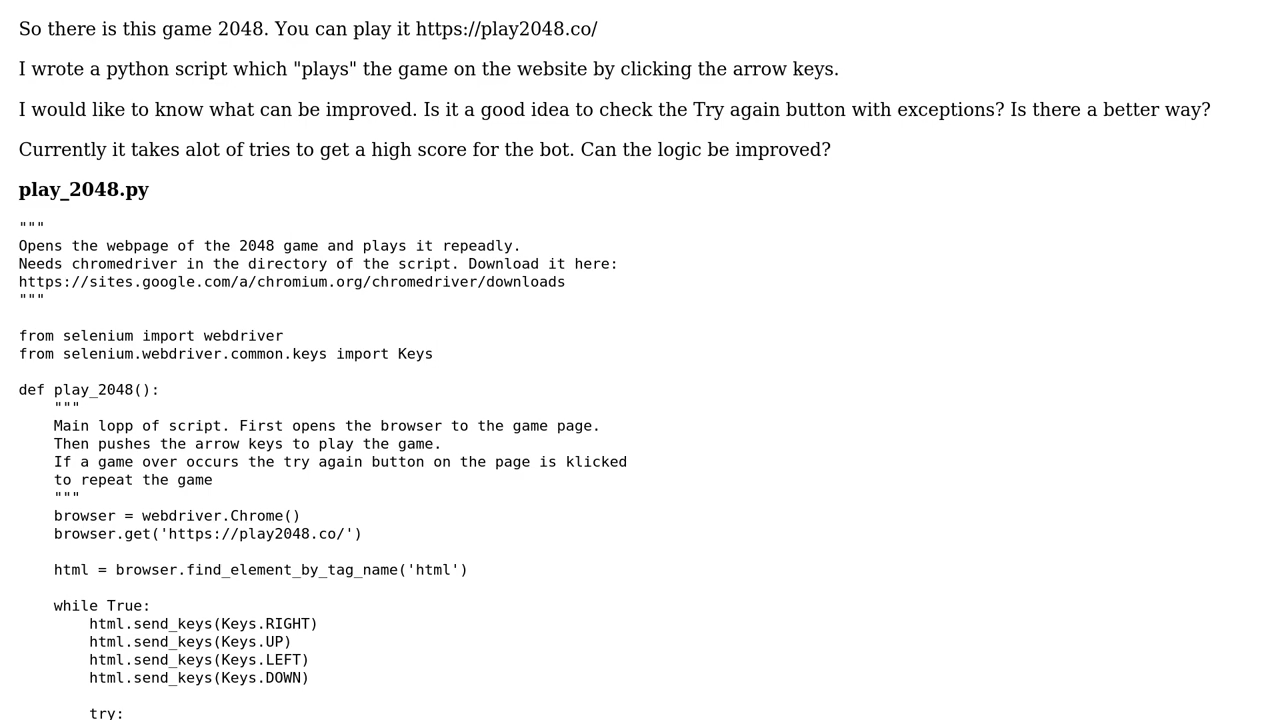 So there is this game 2048. You can play it https://play2048.co/
I wrote a python script which "plays" the game on the website by clicking the arrow keys.
I would like to know what can be improved. Is it a good idea to check the Try again button with exceptions? Is there a better way?
Currently it takes alot of tries to get a high score for the bot. Can the logic be improved?
play_2048.py
"""
Opens the webpage of the 2048 game and plays it repeadly.
Needs chromedriver in the directory of the script. Download it here:
https://sites.google.com/a/chromium.org/chromedriver/downloads
"""
from selenium import webdriver
from selenium.webdriver.common.keys import Keys
def play_2048():
    """
    Main lopp of script. First opens the browser to the game page.
    Then pushes the arrow keys to play the game.
    If a game over occurs the try again button on the page is klicked
    to repeat the game
    """
    browser = webdriver.Chrome()
    browser.get('https://play2048.co/')
    html = browser.find_element_by_tag_name('html')
    while True:
        html.send_keys(Keys.RIGHT)
        html.send_keys(Keys.UP)
        html.send_keys(Keys.LEFT)
        html.send_keys(Keys.DOWN)
        try: